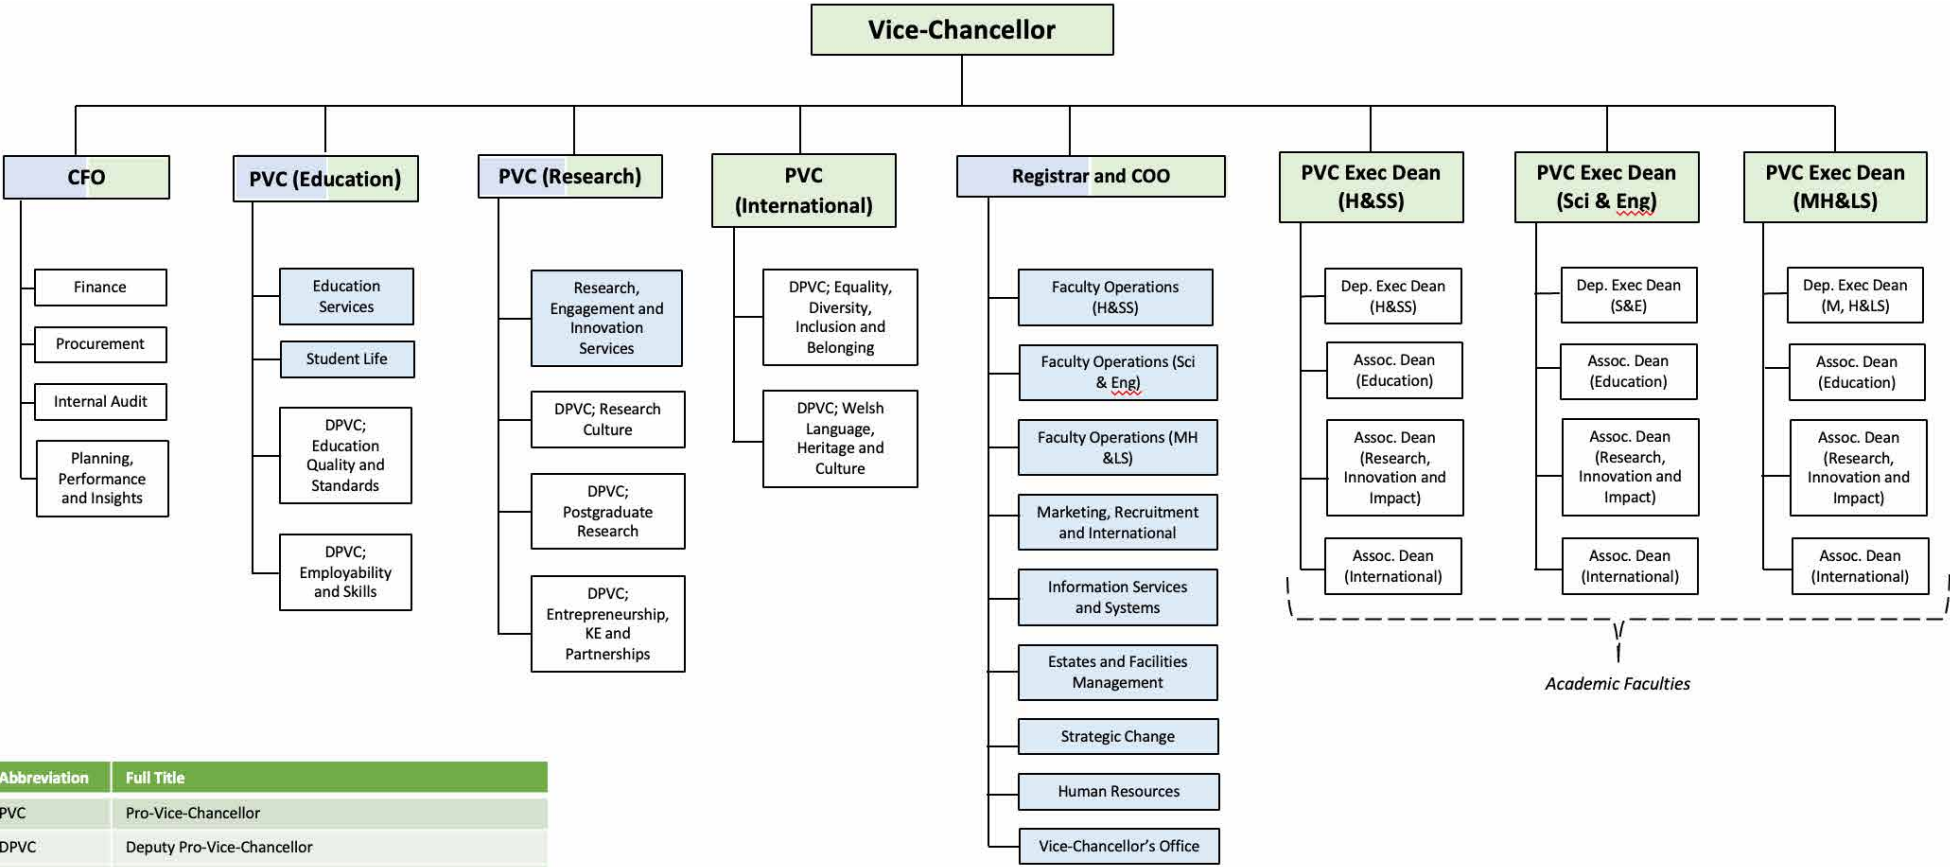 Vice-Chancellor
CFO
Finance
Procurement
Internal Audit
Planning,
Performance
and Insights
PVC (Education)
Education
Services
Student Life
DPVC;
Education
Quality and
Standards
DPVC;
Employability
and Skills
PVC (Research)
Research,
Engagement and
Innovation
Services
DPVC; Research
Culture
DPVC;
Postgraduate
Research
DPVC;
Entrepreneurship,
KE and
Partnerships
PVC
(International)
DPVC; Equality,
Diversity,
Inclusion and
Belonging
DPVC; Welsh
Language,
Heritage and
Culture
Registrar and COO
Faculty Operations
(H&SS)
Faculty Operations (Sci
& Eng)
Faculty Operations (MH
&LS)
Marketing, Recruitment
and International
Information Services
and Systems
Estates and Facilities
Management
Strategic Change
Human Resources
Vice-Chancellor’s Office
PVC Exec Dean
(H&SS)
Dep. Exec Dean
(H&SS)
Assoc. Dean
(Education)
Assoc. Dean
(Research,
Innovation and
Impact)
Assoc. Dean
(International)
PVC Exec Dean
(Sci & Eng)
Dep. Exec Dean
(S&E)
Assoc. Dean
(Education)
Assoc. Dean
(Research,
Innovation and
Impact)
Assoc. Dean
(International)
PVC Exec Dean
(MH&LS)
Dep. Exec Dean
(M, H&LS)
Assoc. Dean
(Education)
Assoc. Dean
(Research,
Innovation and
Impact)
Assoc. Dean
(International)
Academic Faculties
Abbreviation Full Title
PVC Pro-Vice-Chancellor
DPVC Deputy Pro-Vice-Chancellor